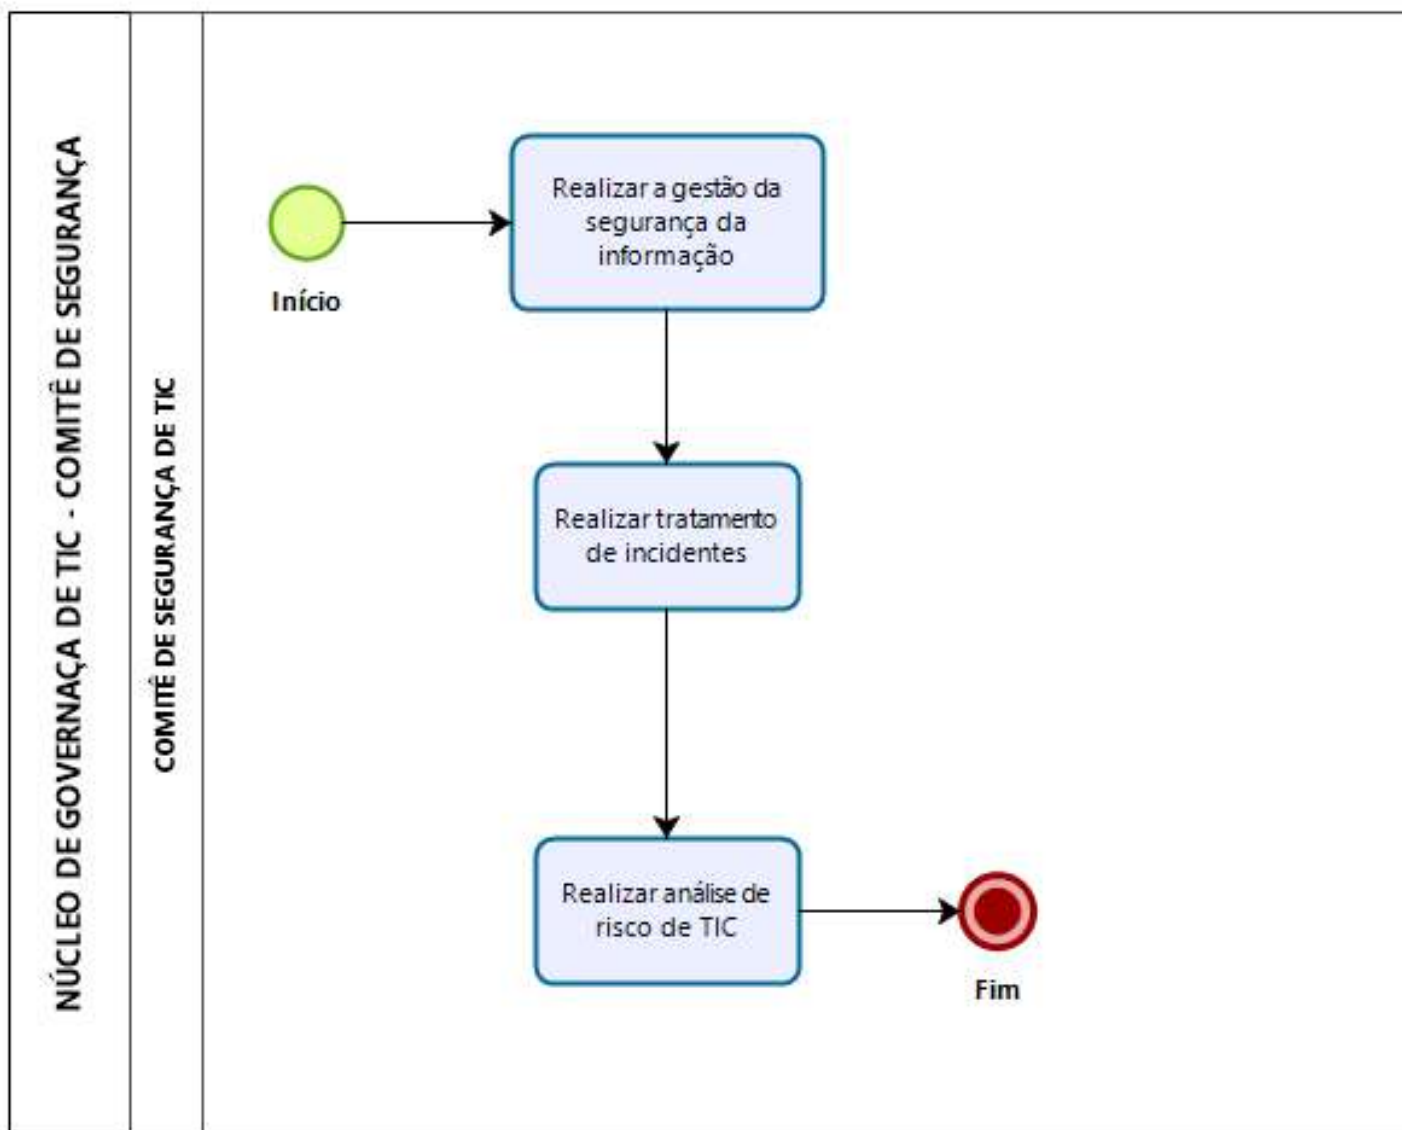 NÚCLEO DE GOVERNAÇA DE TIC - COMITÊ DE SEGURANÇA
COMITÊ DE SEGURANÇA DE TIC
Início
Realizar a gestão da
segurança da
informação
Realizar tratamento
de incidentes
Realizar análise de
risco de TIC
Fim